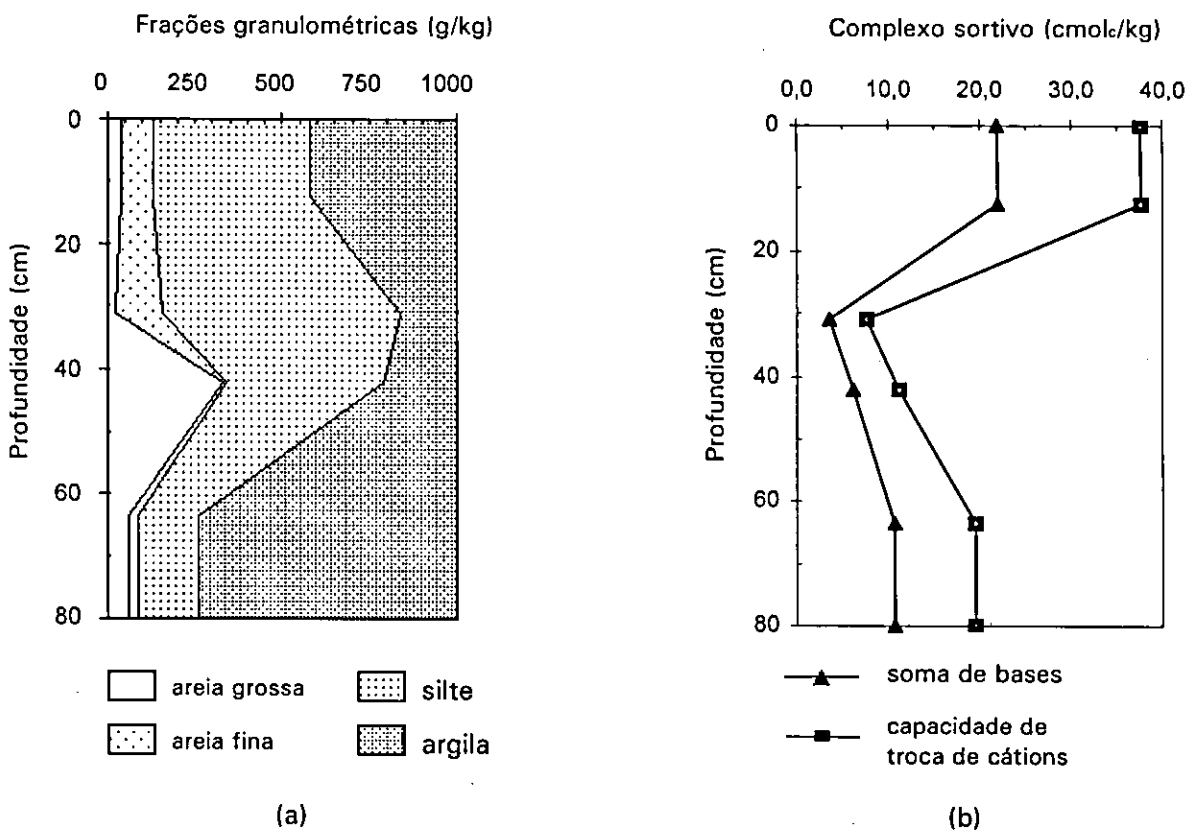 Frações granulométricas (g/kg)
0 250 500 750 1000
Profundidade (cm)
0
20
40
60
80
areia grossa
silte
areia fina
argila
(a)
Complexo sortivo (cmolc/kg)
0,0 10,0 20,0 30,0 40,0
Profundidade (cm)
0
20
40
60
80
soma de bases
capacidade de
troca de cátions
(b)